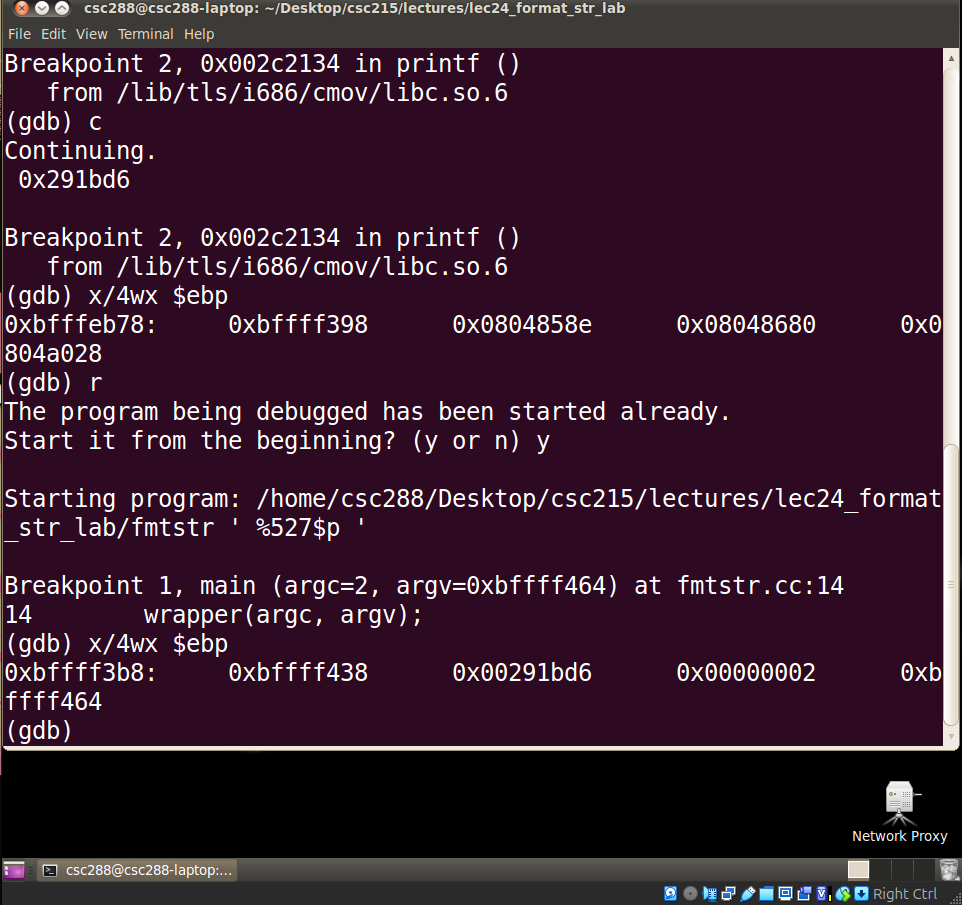 csc288@csc288-laptop: ~/Desktop/csc215/lectures/lec24_format_str_lab
File Edit View Terminal Help
Breakpoint 2, 0x002c2134 in printf ()
   from /lib/tls/i686/cmov/libc.so.6
(gdb) c
Continuing.
 0x291bd6
Breakpoint 2, 0x002c2134 in printf ()
   from /lib/tls/i686/cmov/libc.so.6
(gdb) x/4wx $ebp
0xbfffeb78:     0xbffff398      0x0804858e      0x08048680      0x0
804a028
(gdb) r
The program being debugged has been started already.
Start it from the beginning? (y or n) y
Starting program: /home/csc288/Desktop/csc215/lectures/lec24_format
_str_lab/fmtstr ' %527$p '
Breakpoint 1, main (argc=2, argv=0xbffff464) at fmtstr.cc:14
14        wrapper(argc, argv);
(gdb) x/4wx $ebp
0xbffff3b8:     0xbffff438      0x00291bd6      0x00000002      0xb
ffff464
(gdb)
Network Proxy
csc288@csc288-laptop:...
Right Ctrl